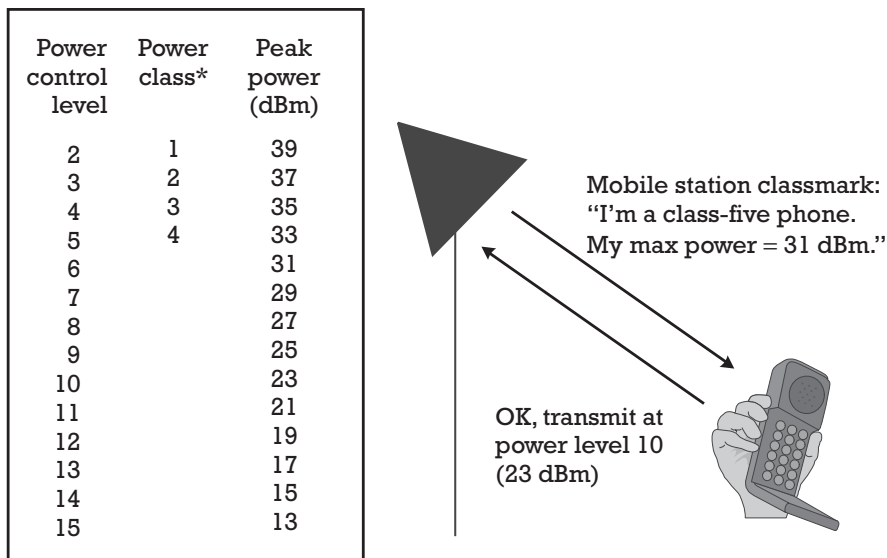 Power Power Peak
control class* power
level (dBm)
2 1 39
3 2 37
4 3 35
5 4 33
6 31
7 29
8 27
9 25
10 23
11 21
12 19
13 17
14 15
15 13
Mobile station classmark:
“I’m a class-five phone.
My max power = 31 dBm.”
OK, transmit at
power level 10
(23 dBm)